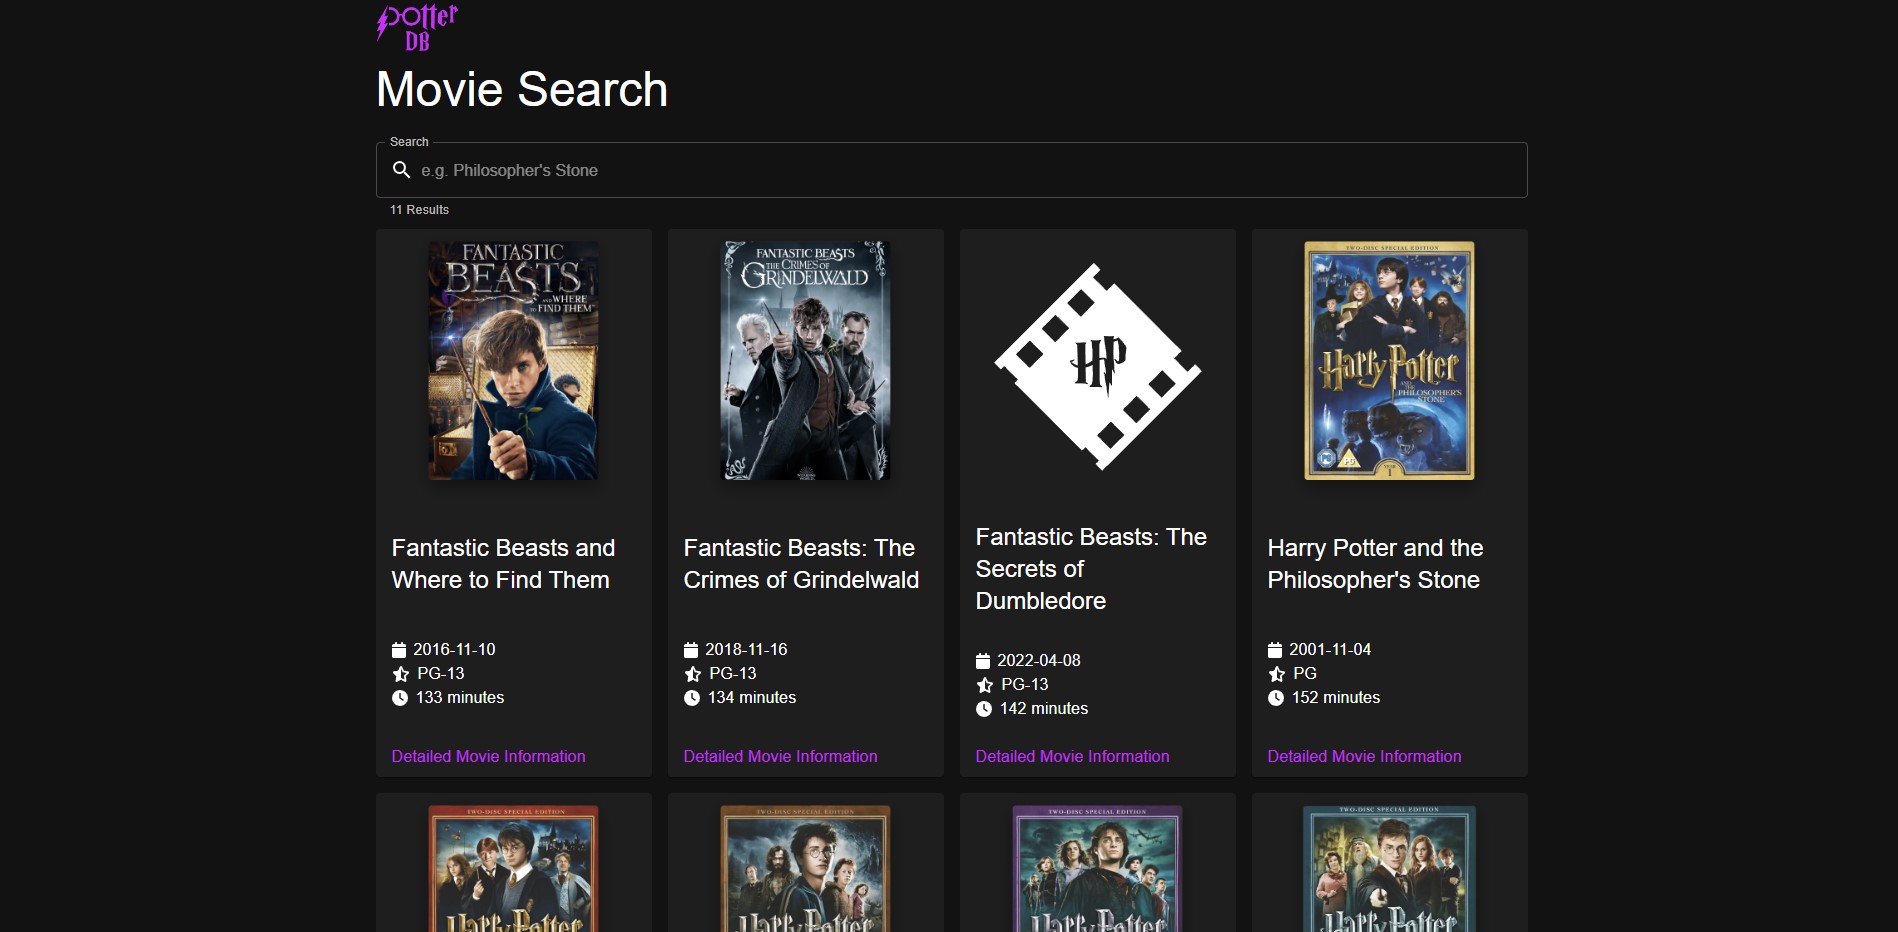 Potter
DB
Movie Search
Search
e.g. Philosopher's Stone
11 Results
FANTASTIC
BEASTS
AND WHERE
TO FIND THEM
FANTASTIC BEASTS
THE CRIMES OF
GRINDELWALD
HP
TWO-DISC SPECIAL EDITION
Harry Potter
AND THE
PHILOSOPHER'S
STONE
PG
PG
YEAR
1
Fantastic Beasts and
Where to Find Them
2016-11-10
PG-13
133 minutes
Detailed Movie Information
Fantastic Beasts: The
Crimes of Grindelwald
2018-11-16
PG-13
134 minutes
Detailed Movie Information
Fantastic Beasts: The
Secrets of
Dumbledore
2022-04-08
PG-13
142 minutes
Detailed Movie Information
Harry Potter and the
Philosopher's Stone
2001-11-04
PG
152 minutes
Detailed Movie Information
TWO-DISC SPECIAL EDITION
Harry Potter
TWO-DISC SPECIAL EDITION
Harry Potter
TWO-DISC SPECIAL EDITION
Harry Potter
TWO-DISC SPECIAL EDITION
Harry Potter